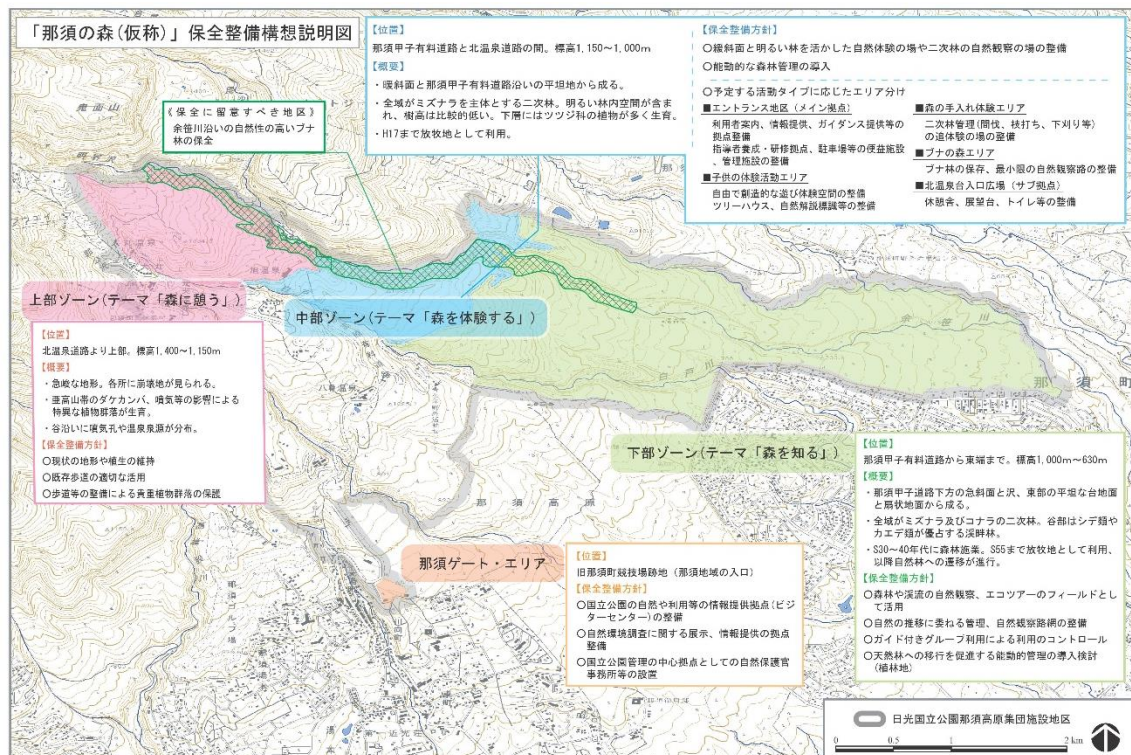 「那須の森(仮称)」保全整備構想説明図
【位置】
那須甲子有料道路と北温泉道路の間。標高1,150～1,000m
【概要】
・暖斜面と那須甲子有料道路沿いの平坦地から成る。
・全域がミズナラを主体とする二次林。明るい林内空間が含まれ、樹高は比較的低い。下層にはツツジ科の植物が多く生育。
・H17まで放牧地として利用。
【保全整備方針】
〇緩斜面と明るい林を活かした自然体験の場や二次林の自然観察の場の整備
〇能動的な森林管理の導入
〇予定する活動タイプに応じたエリア分け
■エントランス地区(メイン拠点)
利用者案内、情報提供、ガイダンス提供等の
拠点整備
指導者養成・研修拠点、駐車場等の便益施設
、管理施設の整備
■子供の体験活動エリア
自由で創造的な遊び体験空間の整備
ツリーハウス、自然解説標識等の整備
■森の手入れ体験エリア
二次林管理(間伐、枝打ち、下刈り等)
の追体験の場の整備
■ブナの森エリア
ブナ林の保存、最小限の自然観察路の整備
■北温泉台入口広場(サブ拠点)
休憩舎、展望台、トイレ等の整備
《保全に留意すべき地区》
余笹川沿いの自然性の高いブナ
林の保全
鬼面山
上部ゾーン(テーマ「森に憩う」)
【位置】
北温泉道路より上部。標高1,400～1,150m
【概要】
・急峻な地形。各所に崩壊地が見られる。
・亜高山帯のダケカンバ、噴気等の影響による
特異な植物群落が生育。
・谷沿いに噴気孔や温泉泉源が分布。
【保全整備方針】
〇現状の地形や植生の維持
〇既存歩道の適切な活用
〇歩道等の整備による貴重植物群落の保護
中部ゾーン(テーマ「森を体験する」)
余笹川
白戸川
那須町
八幡温泉
那須高原
下部ゾーン(テーマ「森を知る」)
【位置】
那須甲子有料道路から東端まで。標高1,000m～630m
【概要】
・那須甲子道路下方の急斜面と沢、東部の平坦な台地面
と扇状地面から成る。
・全域がミズナラ及びコナラの二次林。谷部はシデ類や
カエデ類が優占する渓畔林。
・S30～40年代に森林施業。S55まで放牧地として利用、
以降自然林への遷移が進行。
【保全整備方針】
〇森林や渓流の自然観察、エコツアーのフィールドとし
て活用
〇自然の推移に委ねる管理、自然観察路網の整備
〇ガイド付きグループ利用による利用のコントロール
〇天然林への移行を促進する能動的管理の導入検討
(植林地)
那須ゲート・エリア
【位置】
旧那須町競技場跡地(那須地域の入口)
【保全整備方針】
〇国立公園の自然や利用等の情報提供拠点(ビジ
ターセンター)の整備
〇自然環境調査に関する展示、情報提供の拠点
整備
〇国立公園管理の中心拠点としての自然保護官
事務所等の設置
日光国立公園那須高原集団施設地区
0 0.5 1 2 km